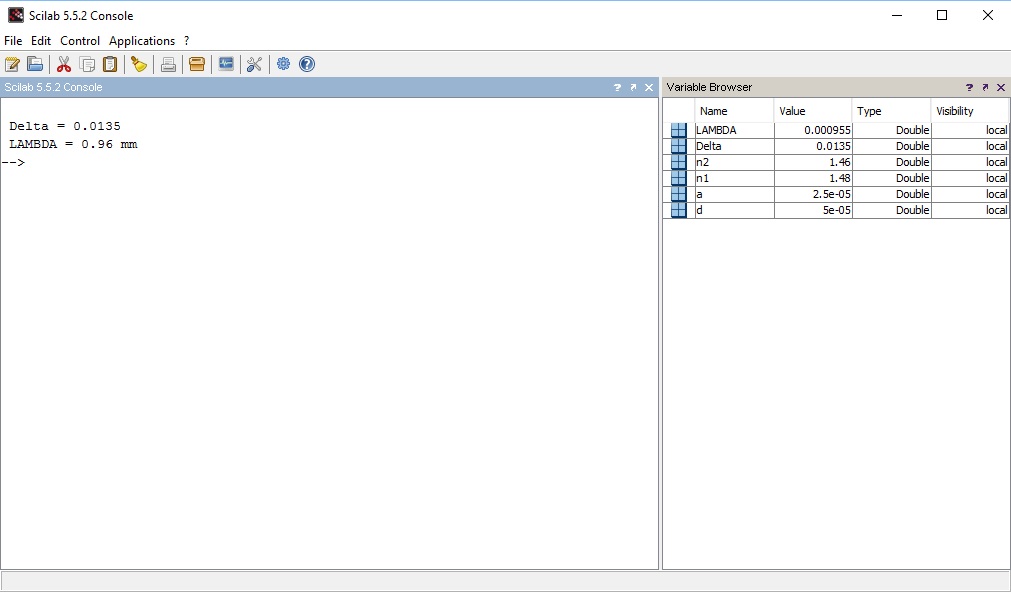 Scilab 5.5.2 Console
File Edit Control Applications ?
Scilab 5.5.2 Console ?
Delta = 0.0135
LAMBDA = 0.96 mm
-->
Variable Browser ?
Name Value Type Visibility
LAMBDA 0.000955 Double local
Delta 0.0135 Double local
n2 1.46 Double local
n1 1.48 Double local
a 2.5e-05 Double local
d 5e-05 Double local